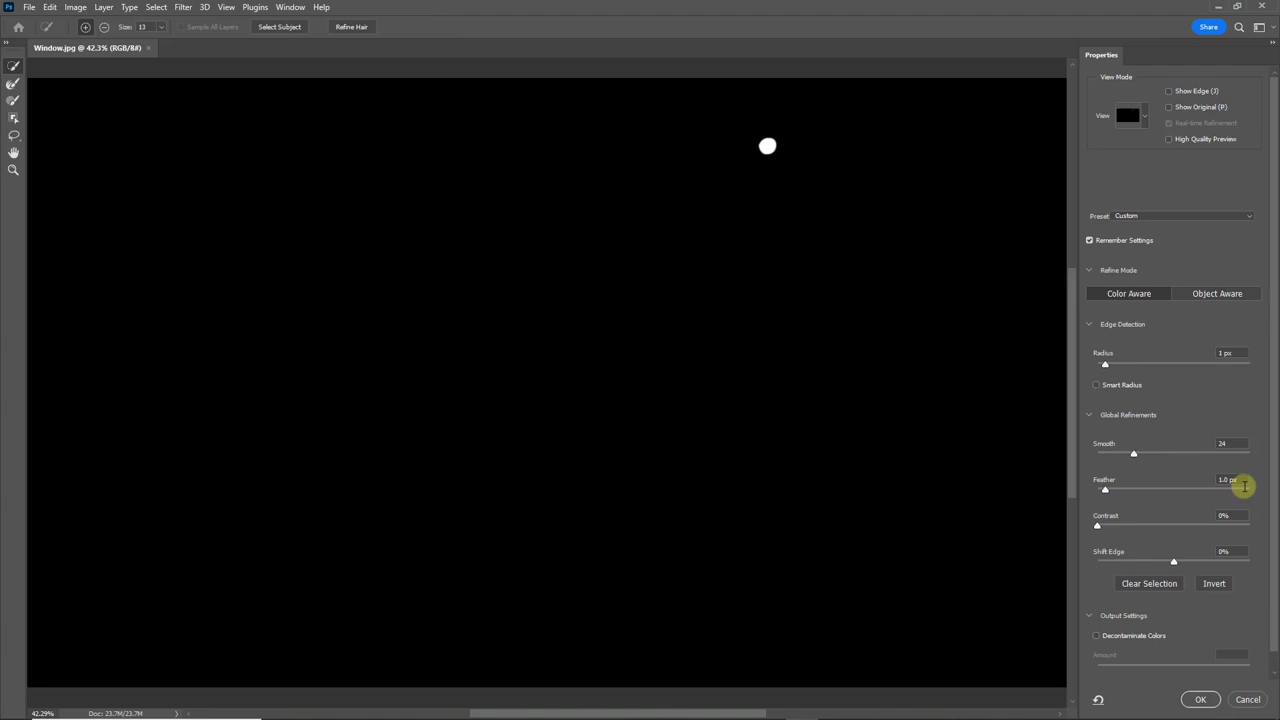 Ps File Edit Image Layer Type Select Filter 3D View Plugins Window Help
Size: 13 Sample All Layers Select Subject Refine Hair Share
Window.jpg @ 42.3% (RGB/8#) ×
Properties
View Mode
Show Edge (J)
Show Original (P)
View
Real-time Refinement
High Quality Preview
Preset: Custom
Remember Settings
Refine Mode
Color Aware Object Aware
Edge Detection
Radius 1 px
Smart Radius
Global Refinements
Smooth 24
Feather 1.0 px
Contrast 0%
Shift Edge 0%
Clear Selection Invert
Output Settings
Decontaminate Colors
Amount
OK Cancel
42.29% Doc: 23.7M/23.7M